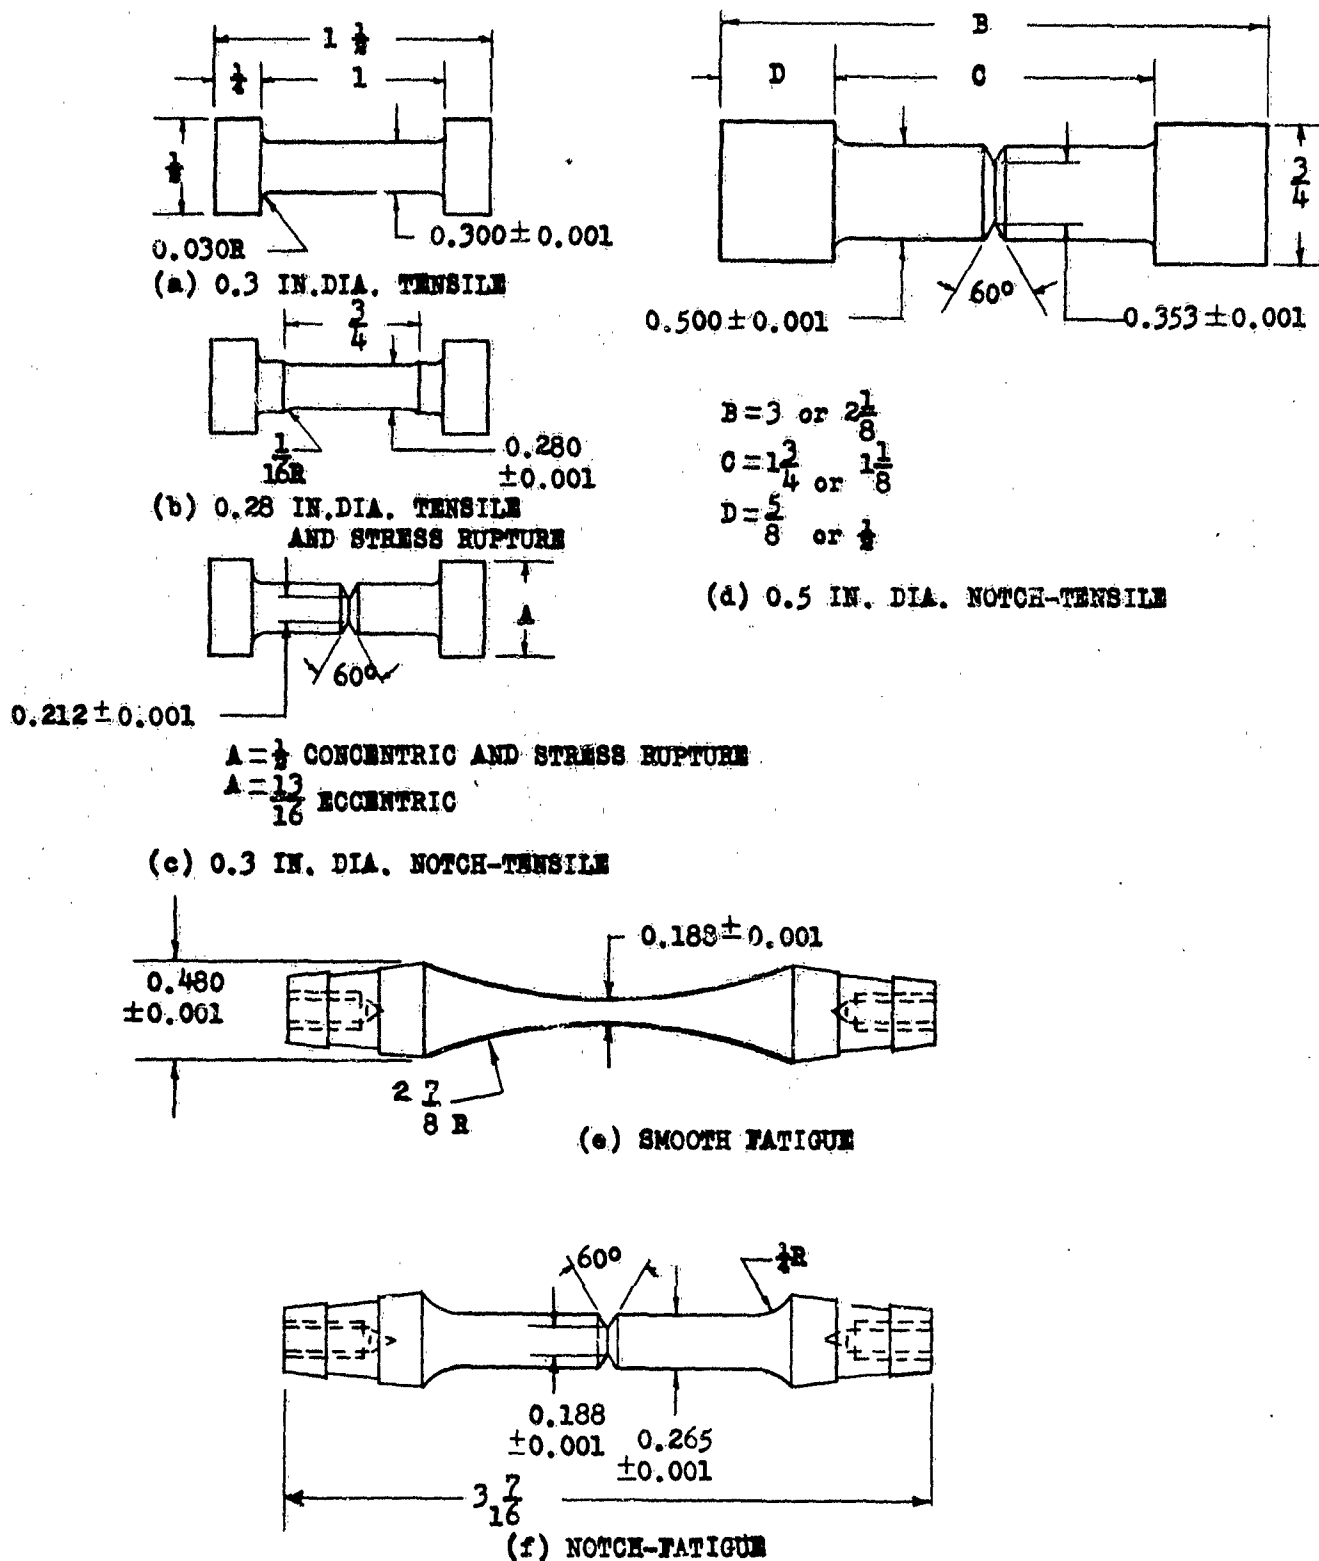 1 1/2
1/4 1
1/2
0.030R
0.300±0.001
(a) 0.3 IN.DIA. TENSILE
3/4
1/16R
0.280
±0.001
(b) 0.28 IN.DIA. TENSILE
AND STRESS RUPTURE
A
60°
0.212±0.001
A=1/2 CONCENTRIC AND STRESS RUPTURE
A=13/16 ECCENTRIC
(c) 0.3 IN. DIA. NOTCH-TENSILE
B
D C
3/4
60°
0.500±0.001
0.353±0.001
B=3 or 2 1/8
C=1 3/4 or 1 1/8
D=5/8 or 1/2
(d) 0.5 IN. DIA. NOTCH-TENSILE
0.188±0.001
0.480
±0.001
2 7/8 R
(e) SMOOTH FATIGUE
60°
3/4R
0.188
±0.001
0.265
±0.001
3 7/16
(f) NOTCH-FATIGUE